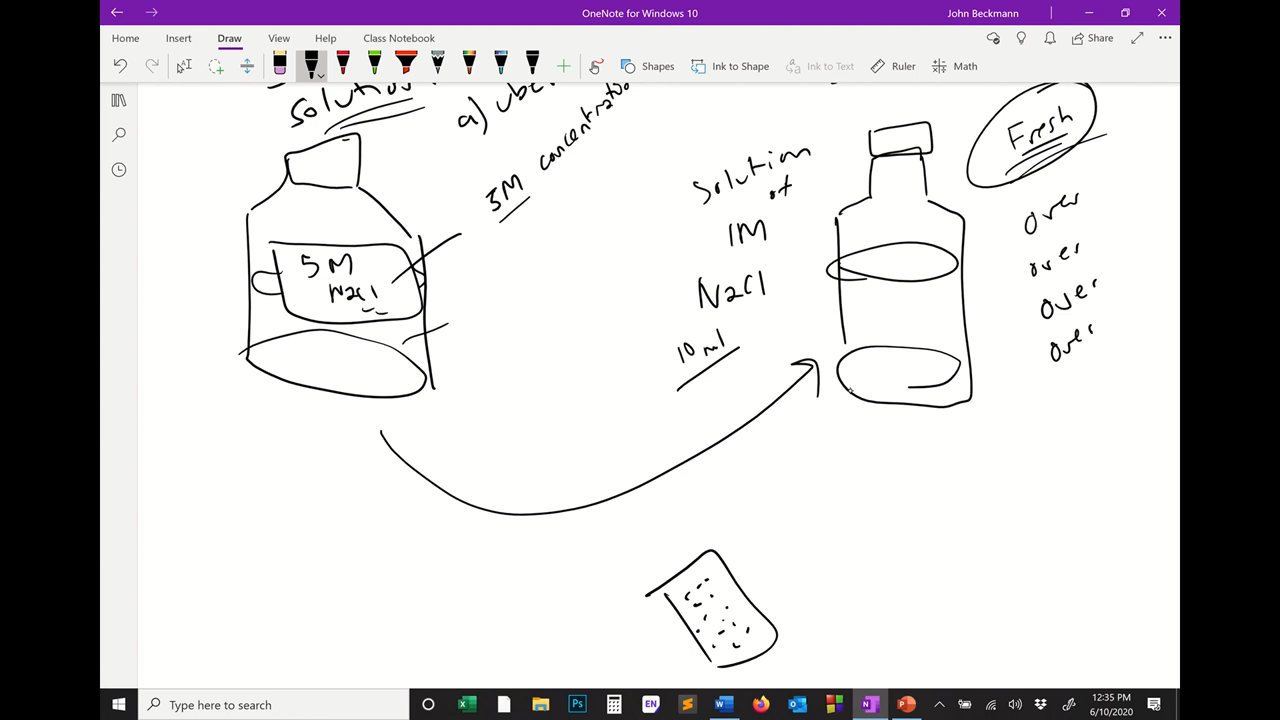 OneNote for Windows 10
John Beckmann
Home
Insert
Draw
View
Help
Class Notebook
Share
Shapes
Ink to Shape
Ink to Text
Ruler
Math
solution
a)
concentration
5M
5 M
NaCl
Solution
of
1M
NaCl
10 ml
Fresh
over
over
over
over
Type here to search
EN
12:35 PM
6/10/2020